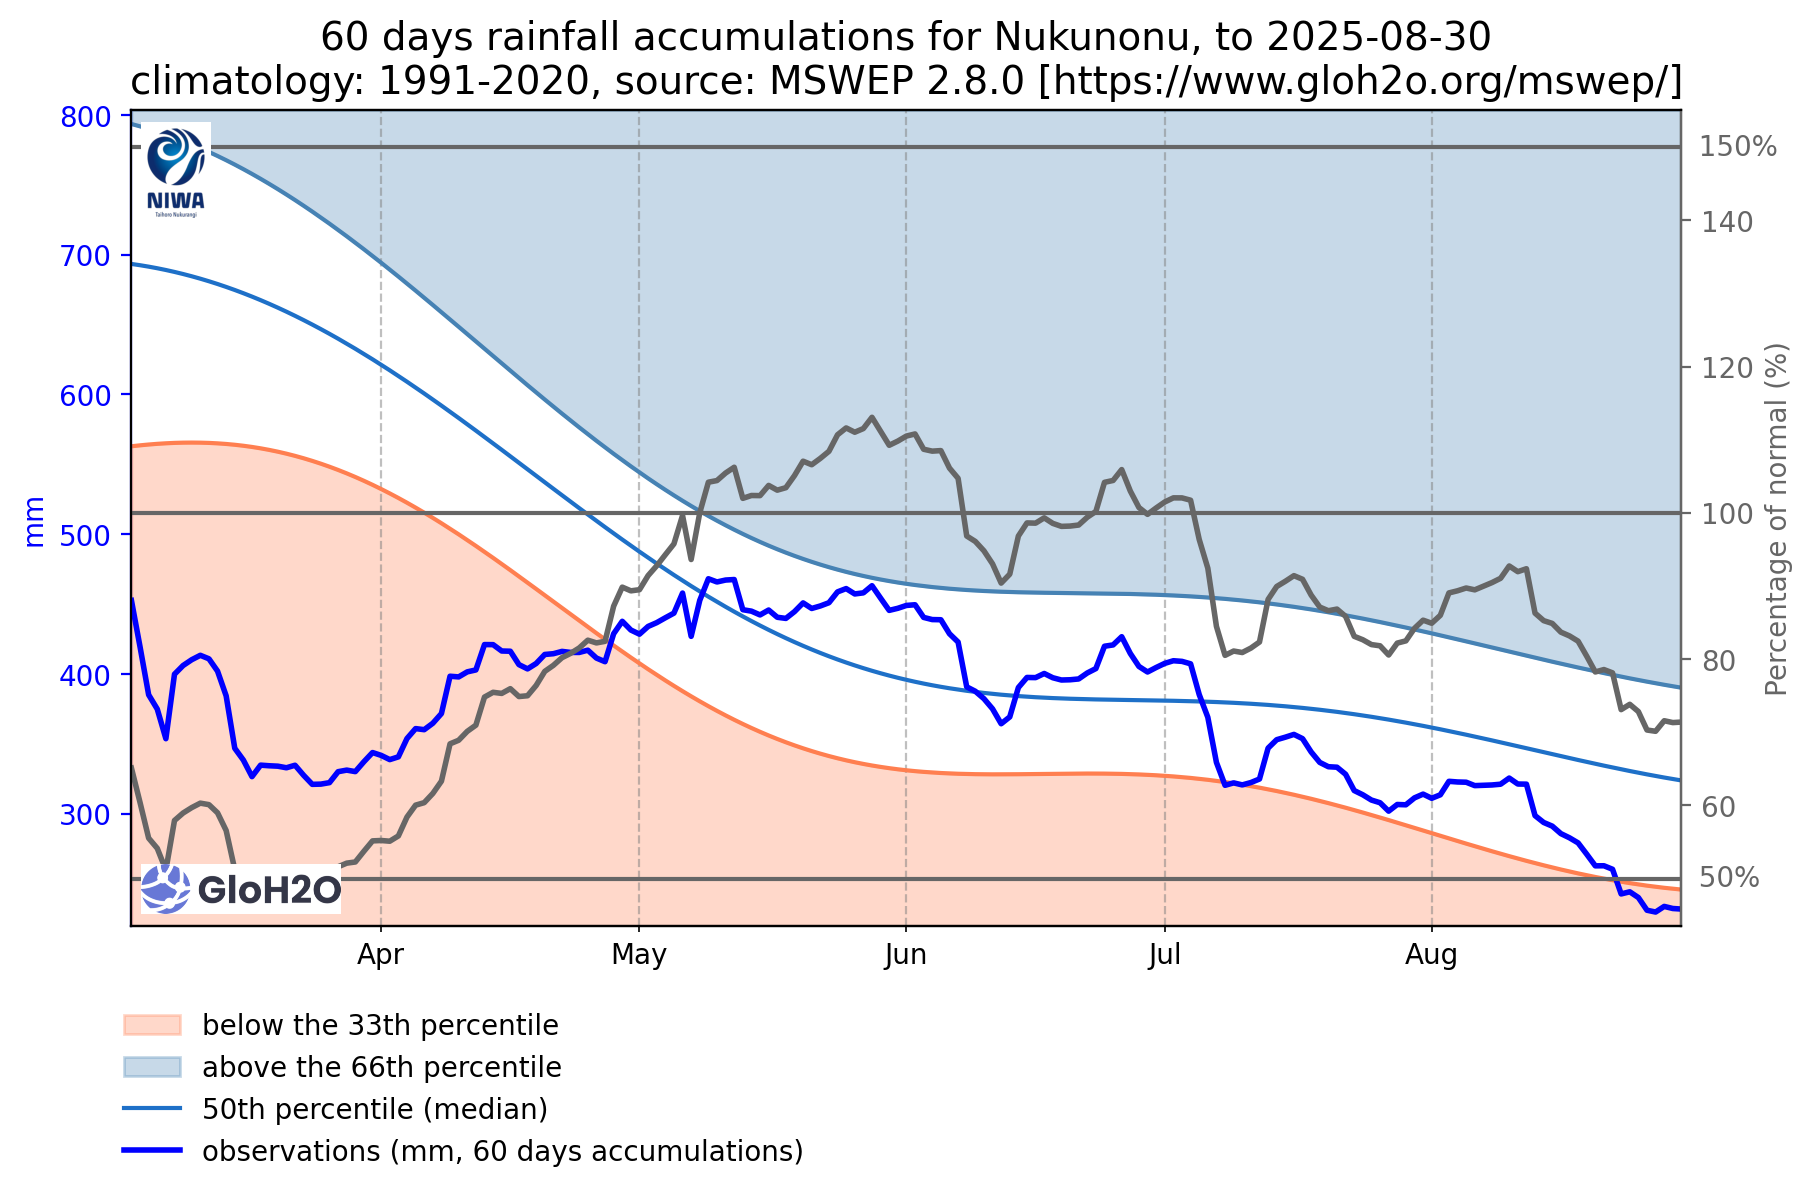 60 days rainfall accumulations for Nukunonu, to 2025-08-30
climatology: 1991-2020, source: MSWEP 2.8.0 [https://www.gloh2o.org/mswep/]
800
700
600
500
400
300
mm
NIWA
Taihoro Nukurangi
GloH2O
150%
140
120
100
80
60
50%
Percentage of normal (%)
Apr
May
Jun
Jul
Aug
below the 33th percentile
above the 66th percentile
50th percentile (median)
observations (mm, 60 days accumulations)